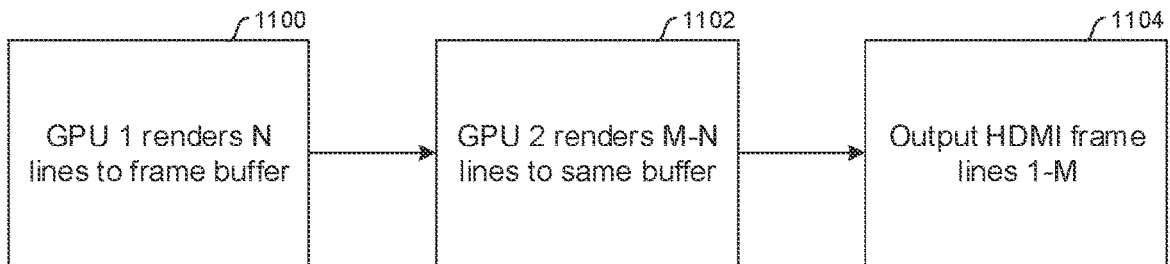 1100
GPU 1 renders N
lines to frame buffer
1102
GPU 2 renders M-N
lines to same buffer
1104
Output HDMI frame
lines 1-M